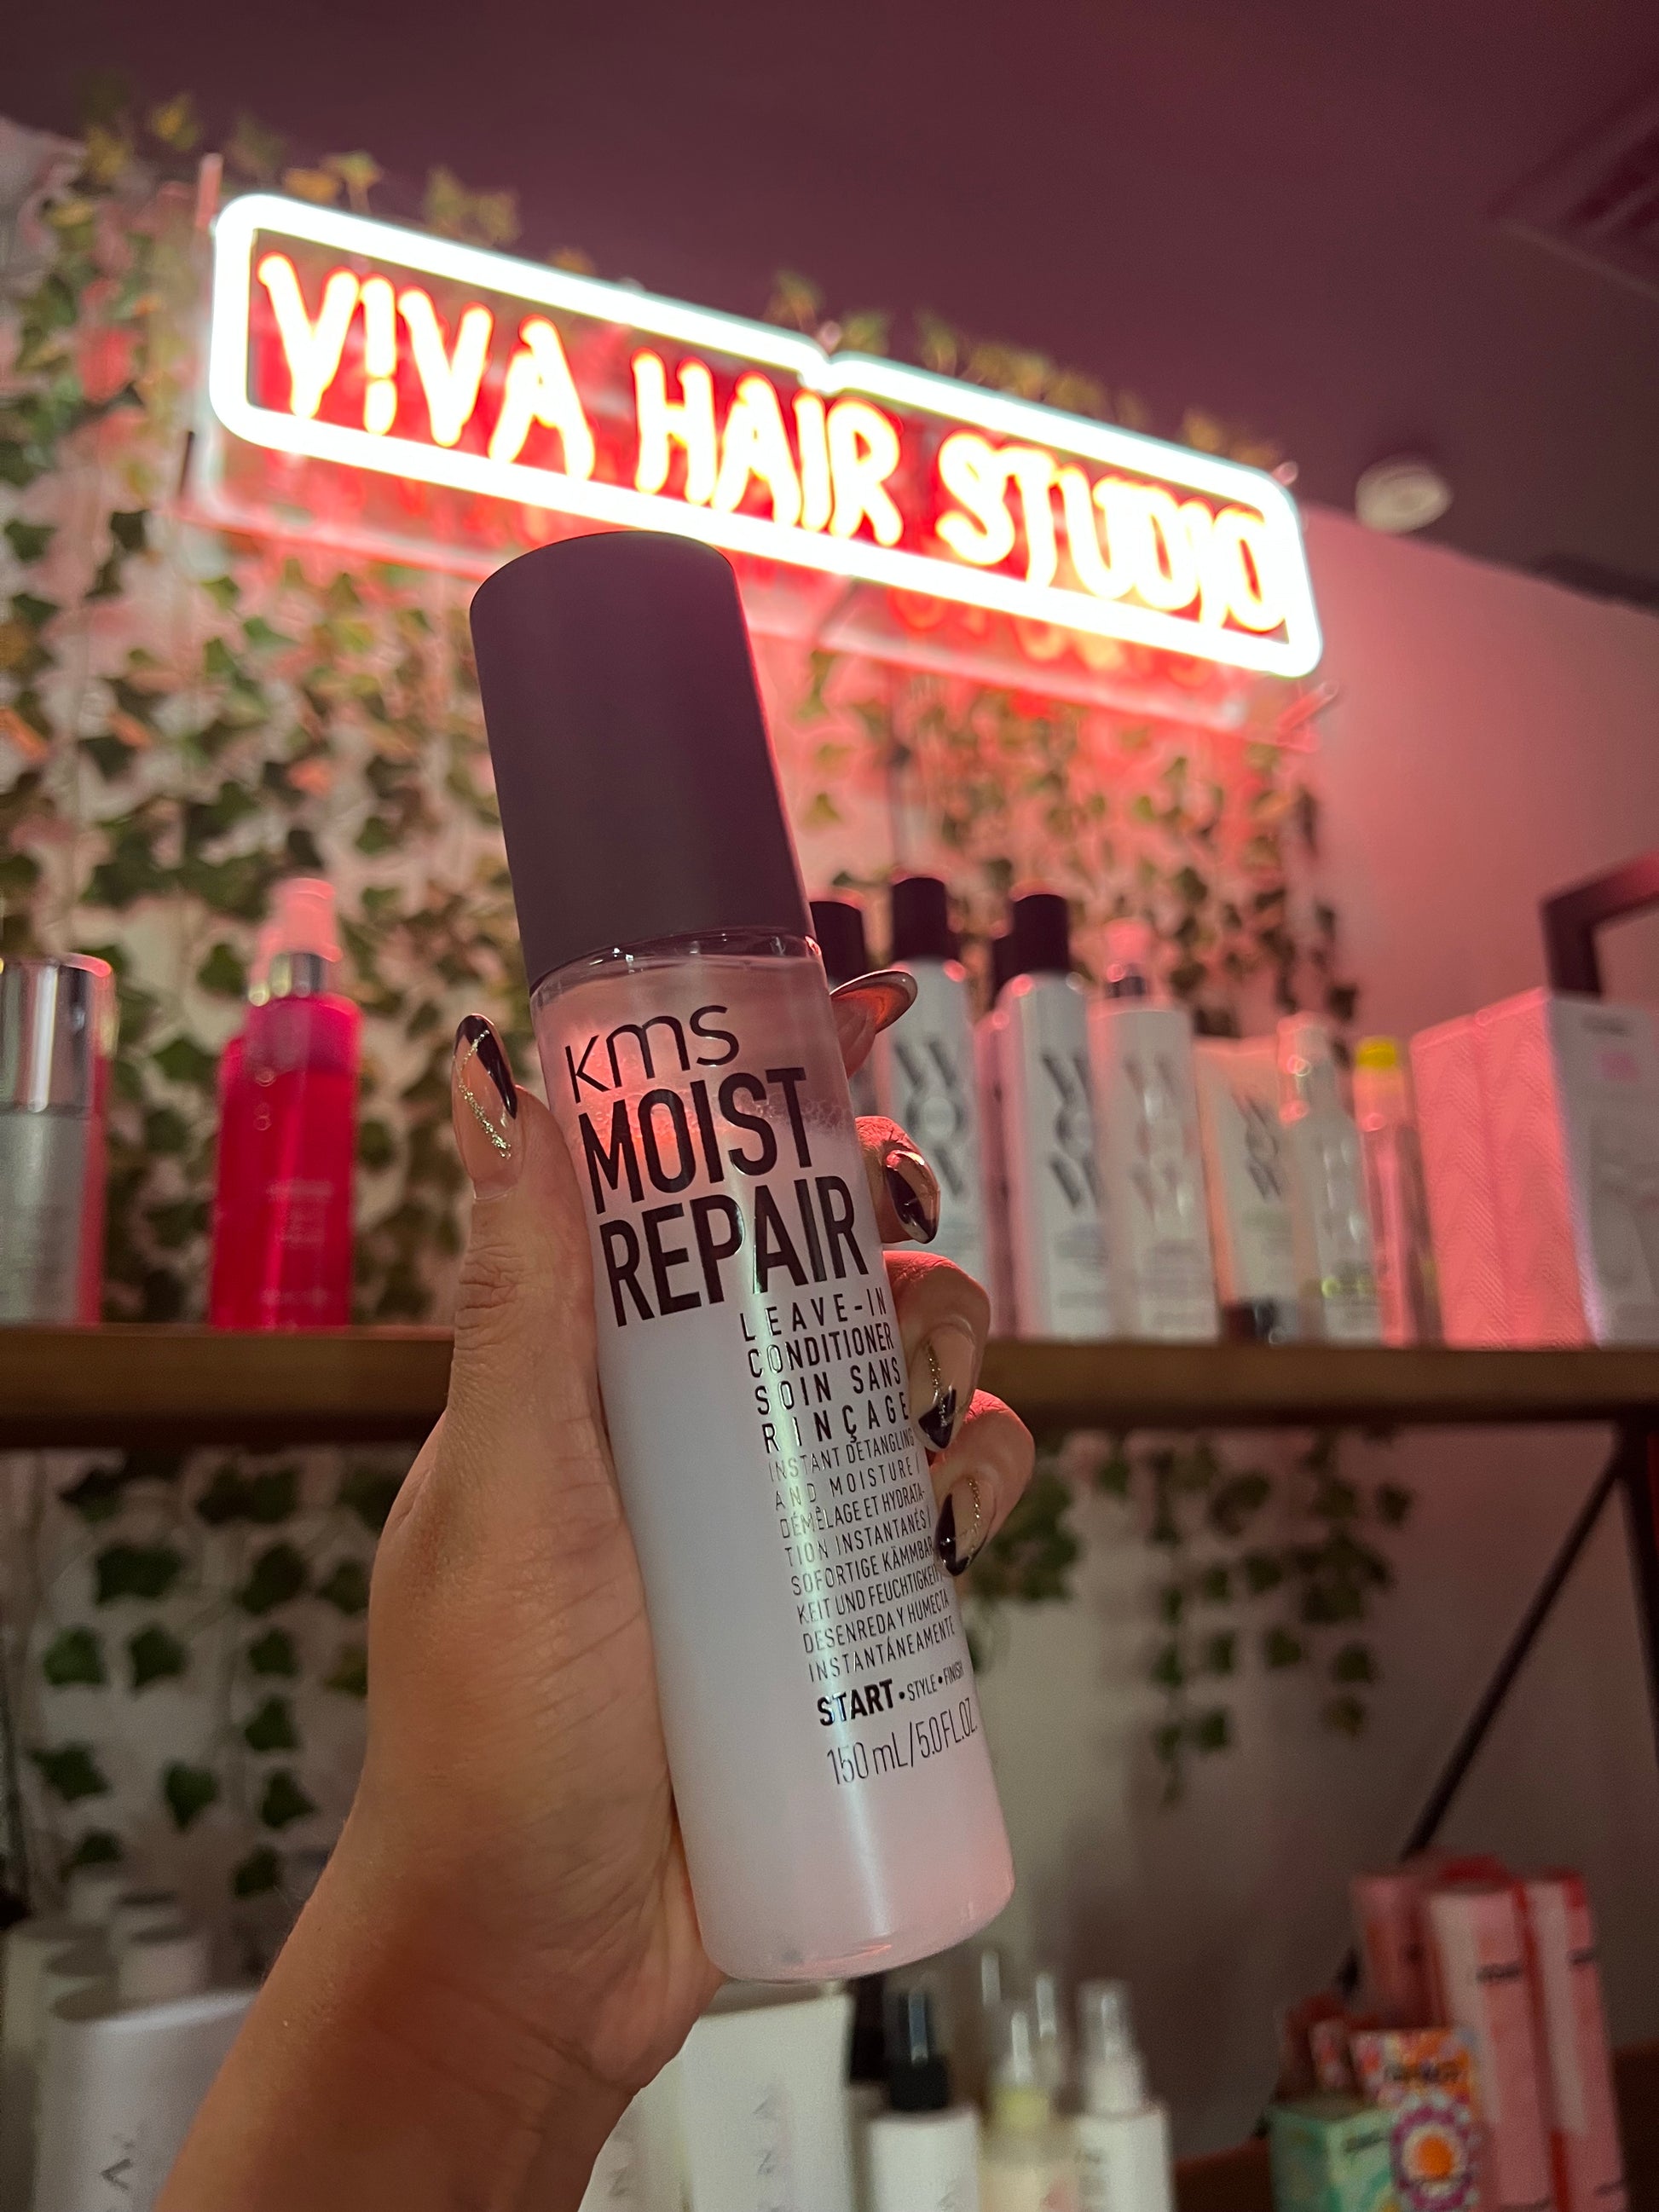 V!VA HAIR STUDIO
kms
MOIST
REPAIR
LEAVE-IN
CONDITIONER
SOIN SANS
RINÇAGE
INSTANT DETANGLING
AND MOISTURE /
DÉMÊLAGE ET HYDRATA-
TION INSTANTANÉS /
SOFORTIGE KÄMMBAR-
KEIT UND FEUCHTIGKEIT
DESENREDA Y HUMECTA
INSTANTÁNEAMENTE
START • STYLE • FINISH
150 mL/5.0 FL.OZ.
WOW
WOW